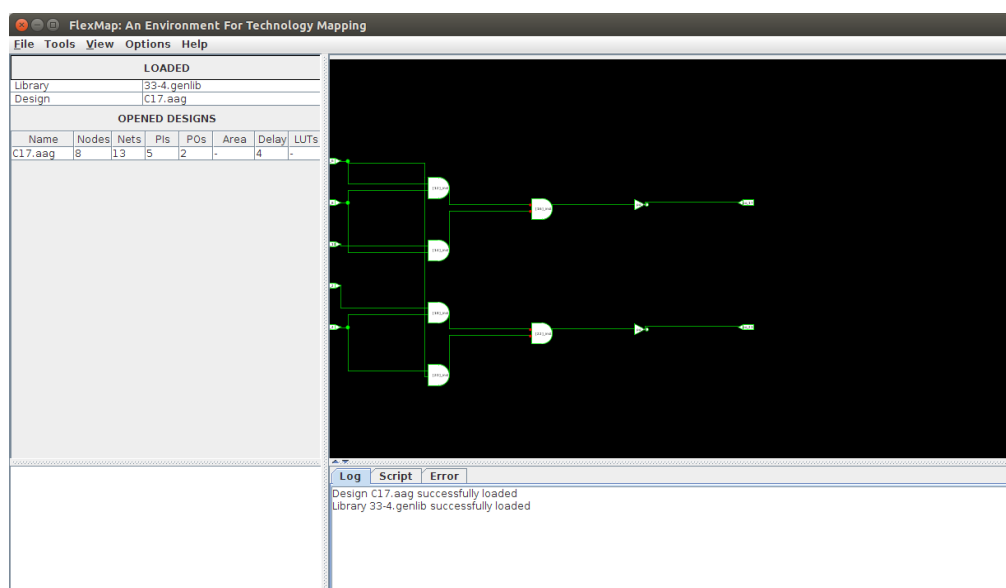 FlexMap: An Environment For Technology Mapping
File Tools View Options Help
LOADED
Library 33-4.genlib
Design C17.aag
OPENED DESIGNS
Name Nodes Nets PIs POs Area Delay LUTs
C17.aag 8 13 5 2 - 4 -
Log Script Error
Design C17.aag successfully loaded
Library 33-4.genlib successfully loaded